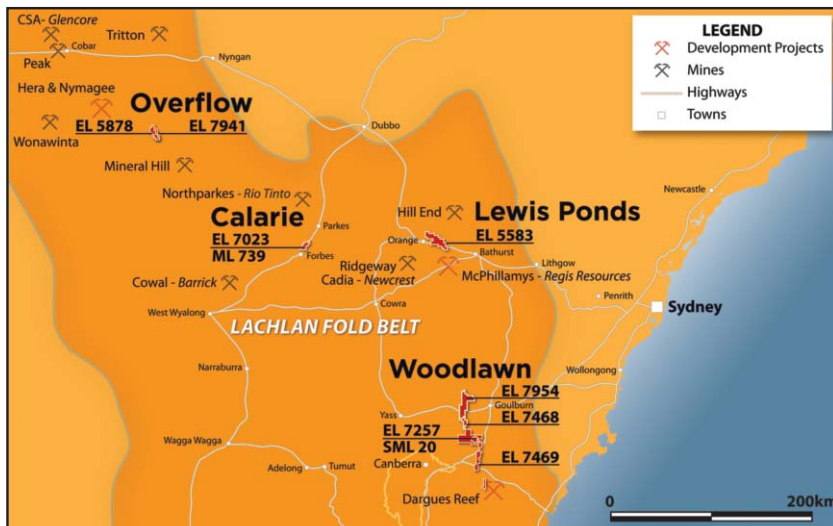 CSA- Glencore
Tritton
Cobar
Peak
Nyngan
Hera & Nymagee
Overflow
EL 5878
EL 7941
Wonawinta
Mineral Hill
Dubbo
Northparkes - Rio Tinto
Calarie
EL 7023
ML 739
Parkes
Forbes
Hill End
Lewis Ponds
EL 5583
Orange
Bathurst
Lithgow
Newcastle
Ridgeway
Cadia - Newcrest
McPhillamys - Regis Resources
Cowal - Barrick
Penrith
Sydney
West Wyalong
Cowra
LACHLAN FOLD BELT
Narraburra
Woodlawn
Wollongong
EL 7954
Yass
Goulburn
EL 7468
EL 7257
SML 20
Wagga Wagga
EL 7469
Canberra
Adelong
Tumut
Dargues Reef
LEGEND
Development Projects
Mines
Highways
Towns
0
200km